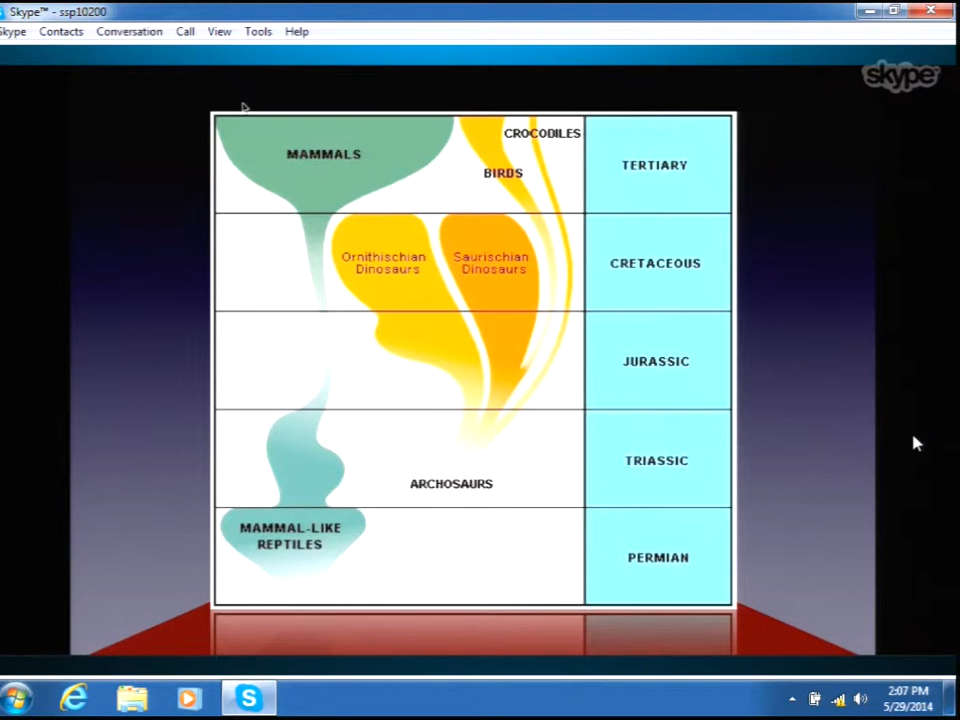 Skype™ - ssp10200
Skype Contacts Conversation Call View Tools Help
skype
CROCODILES
MAMMALS
BIRDS
TERTIARY
Ornithischian
Dinosaurs
Saurischian
Dinosaurs
CRETACEOUS
JURASSIC
TRIASSIC
ARCHOSAURS
MAMMAL-LIKE
REPTILES
PERMIAN
2:07 PM
5/29/2014